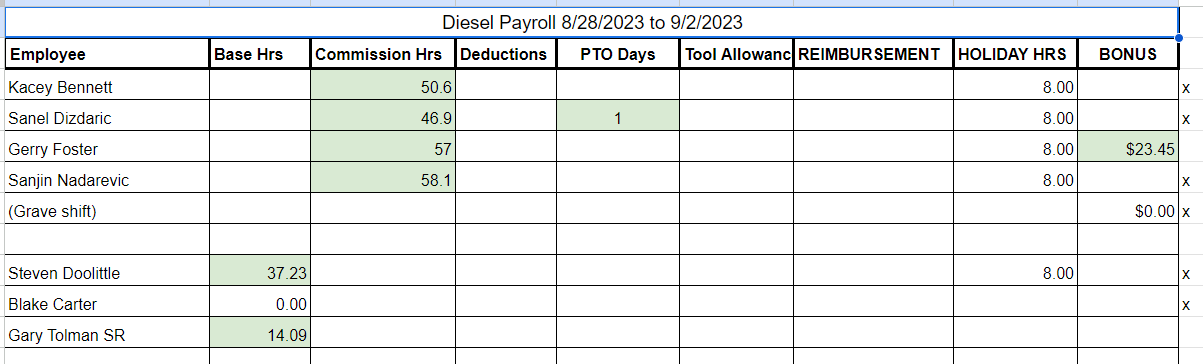 Diesel Payroll 8/28/2023 to 9/2/2023
Employee Base Hrs Commission Hrs Deductions PTO Days Tool Allowanc REIMBURSEMENT HOLIDAY HRS BONUS
Kacey Bennett 50.6 8.00 x
Sanel Dizdaric 46.9 1 8.00 x
Gerry Foster 57 8.00 $23.45
Sanjin Nadarevic 58.1 8.00 x
(Grave shift) $0.00 x
Steven Doolittle 37.23 8.00 x
Blake Carter 0.00 x
Gary Tolman SR 14.09